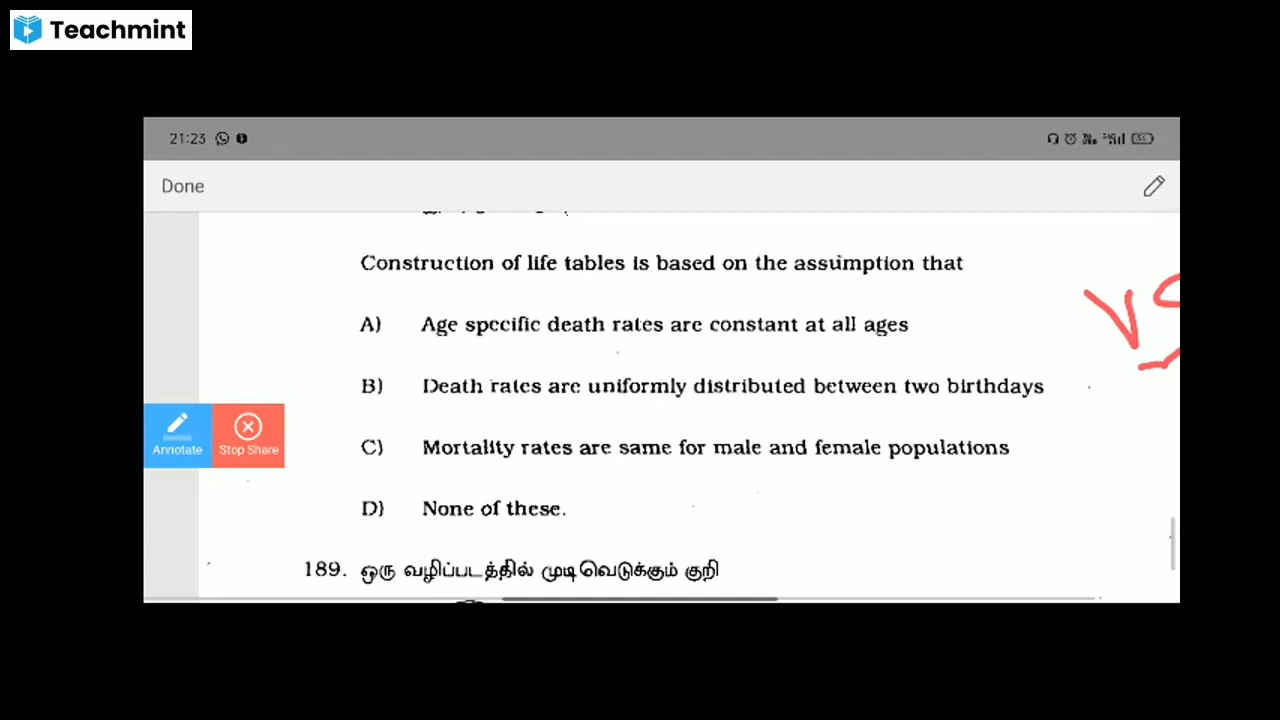 Teachmint
21:23
Done
Construction of life tables is based on the assumption that
A) Age specific death rates are constant at all ages
VS
B) Death rates are uniformly distributed between two birthdays
Annotate
Stop Share
C) Mortality rates are same for male and female populations
D) None of these.
189. ஒரு வழிப்படத்தில் முடிவெடுக்கும் குறி